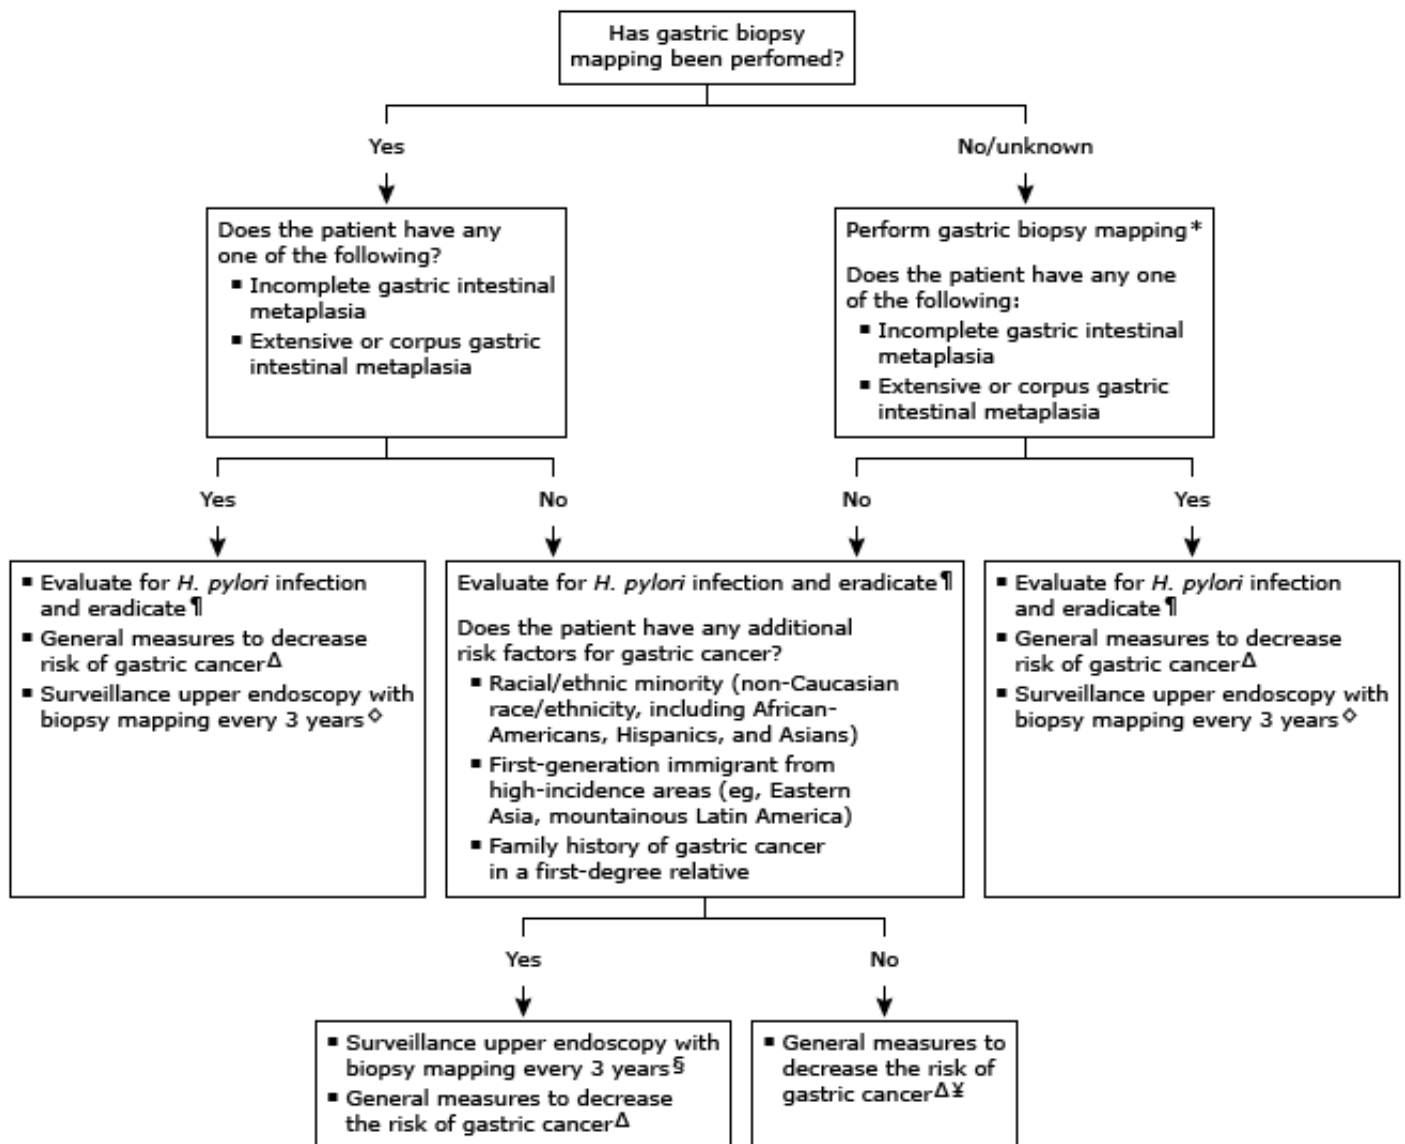 Has gastric biopsy
mapping been perfomed?
Yes
No/unknown
Does the patient have any
one of the following?
▪ Incomplete gastric intestinal
metaplasia
▪ Extensive or corpus gastric
intestinal metaplasia
Perform gastric biopsy mapping*
Does the patient have any one
of the following:
▪ Incomplete gastric intestinal
metaplasia
▪ Extensive or corpus gastric
intestinal metaplasia
Yes
No
No
Yes
▪ Evaluate for H. pylori infection
and eradicate¶
▪ General measures to decrease
risk of gastric cancerΔ
▪ Surveillance upper endoscopy with
biopsy mapping every 3 years◇
Evaluate for H. pylori infection and eradicate¶
Does the patient have any additional
risk factors for gastric cancer?
▪ Racial/ethnic minority (non-Caucasian
race/ethnicity, including African-
Americans, Hispanics, and Asians)
▪ First-generation immigrant from
high-incidence areas (eg, Eastern
Asia, mountainous Latin America)
▪ Family history of gastric cancer
in a first-degree relative
▪ Evaluate for H. pylori infection
and eradicate¶
▪ General measures to decrease
risk of gastric cancerΔ
▪ Surveillance upper endoscopy with
biopsy mapping every 3 years◇
Yes
No
▪ Surveillance upper endoscopy with
biopsy mapping every 3 years§
▪ General measures to decrease
the risk of gastric cancerΔ
▪ General measures to
decrease the risk of
gastric cancerΔ¥